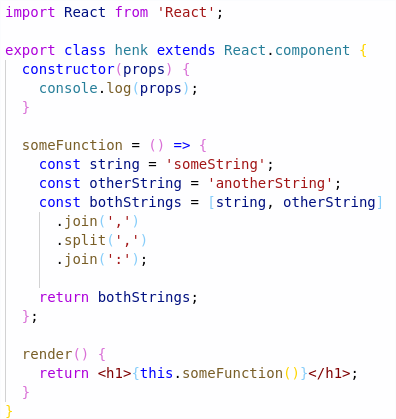 import React from 'React';
export class henk extends React.component {
constructor(props) {
console.log(props);
}
someFunction = () => {
const string = 'someString';
const otherString = 'anotherString';
const bothStrings = [string, otherString]
.join(',')
.split(',')
.join(':');
return bothStrings;
};
render() {
return <h1>{this.someFunction()}</h1>;
}
}